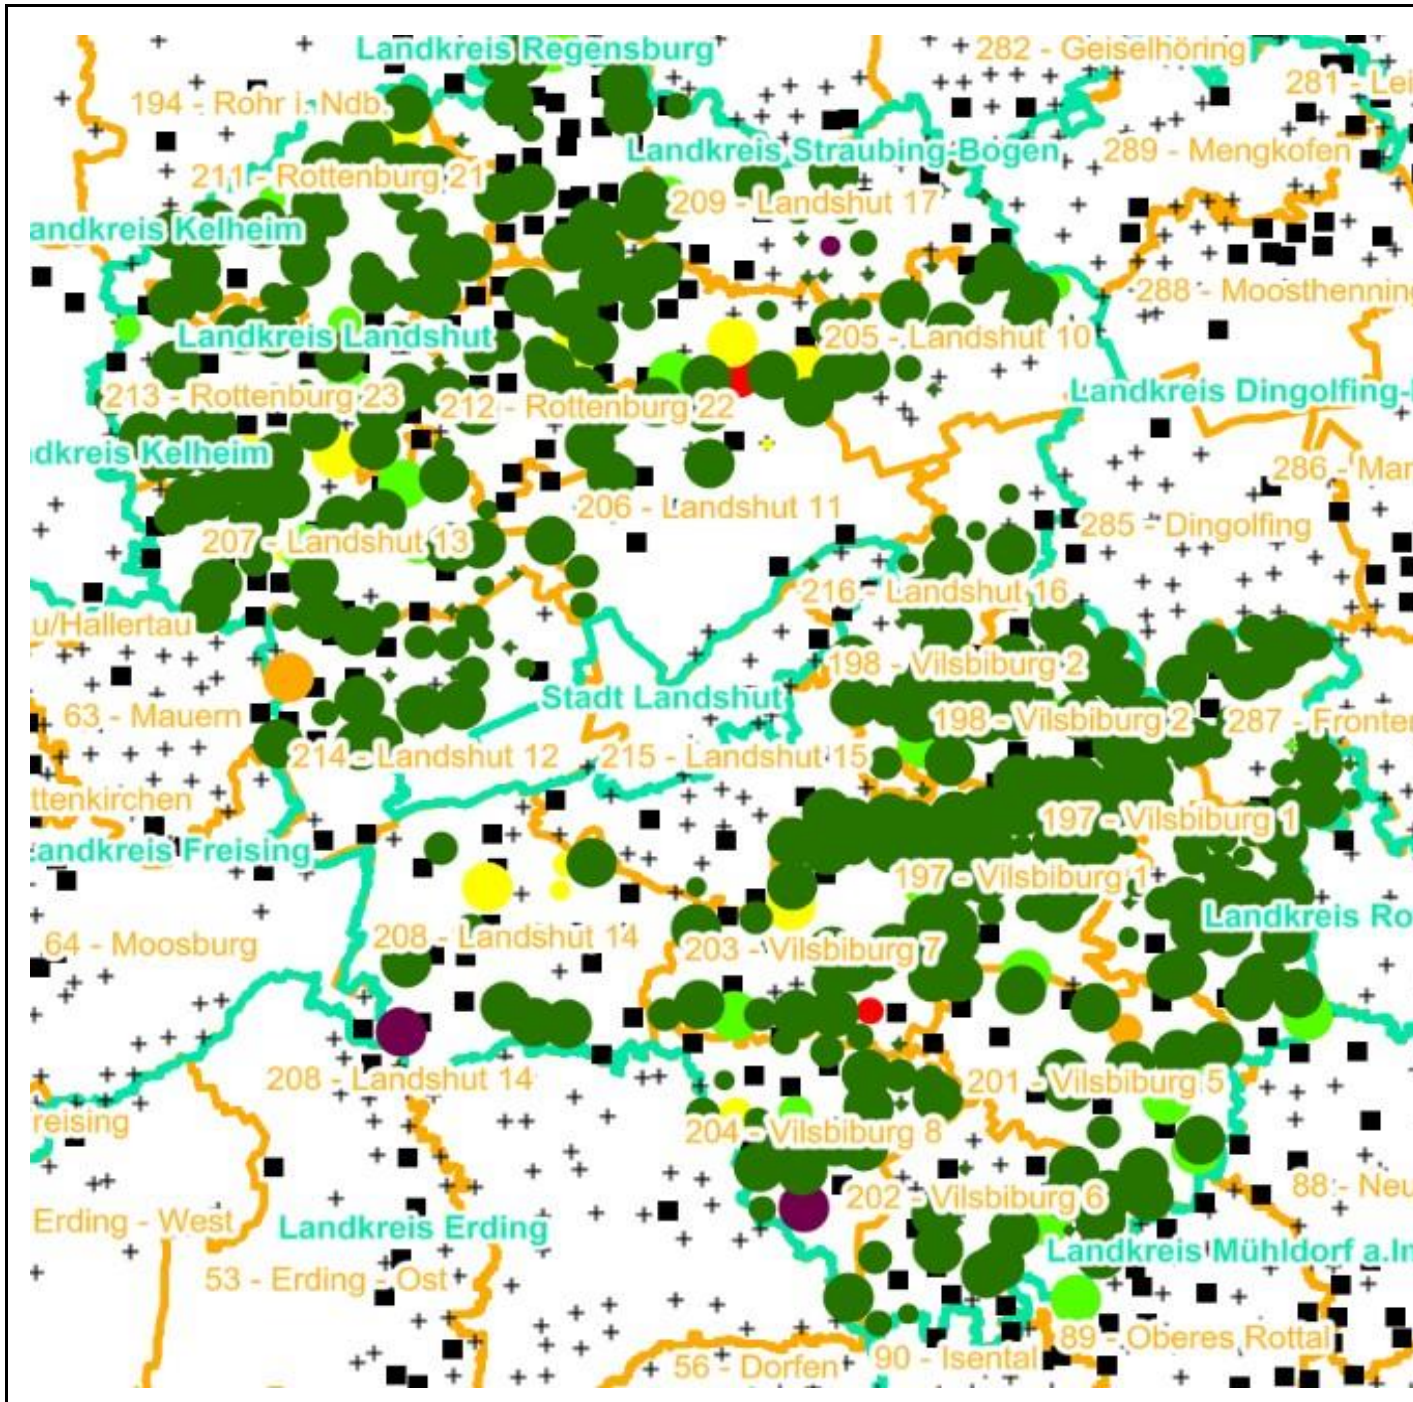 Landkreis Regensburg
282 - Geiselhöring
281 - Lei
194 - Rohr i. Ndb.
Landkreis Straubing-Bogen
289 - Mengkofen
211 - Rottenburg 21
209 - Landshut 17
andkreis Kelheim
288 - Moosthenning
Landkreis Landshut
205 - Landshut 10
213 - Rottenburg 23
212 - Rottenburg 22
Landkreis Dingolfing-
dkreis Kelheim
286 - Mar
206 - Landshut 11
285 - Dingolfing
207 - Landshut 13
216 - Landshut 16
u/Hallertau
198 - Vilsbiburg 2
Stadt Landshut
63 - Mauern
198 - Vilsbiburg 2
287 - Fronten
214 - Landshut 12
215 - Landshut 15
ttenkirchen
197 - Vilsbiburg 1
Landkreis Freising
197 - Vilsbiburg 1
Landkreis Ro
64 - Moosburg
208 - Landshut 14
203 - Vilsbiburg 7
208 - Landshut 14
201 - Vilsbiburg 5
reising
204 - Vilsbiburg 8
88 - Neu
202 - Vilsbiburg 6
Erding - West
Landkreis Erding
Landkreis Mühldorf a.In
53 - Erding - Ost
89 - Oberes Rottal
56 - Dorfen
90 - Isental